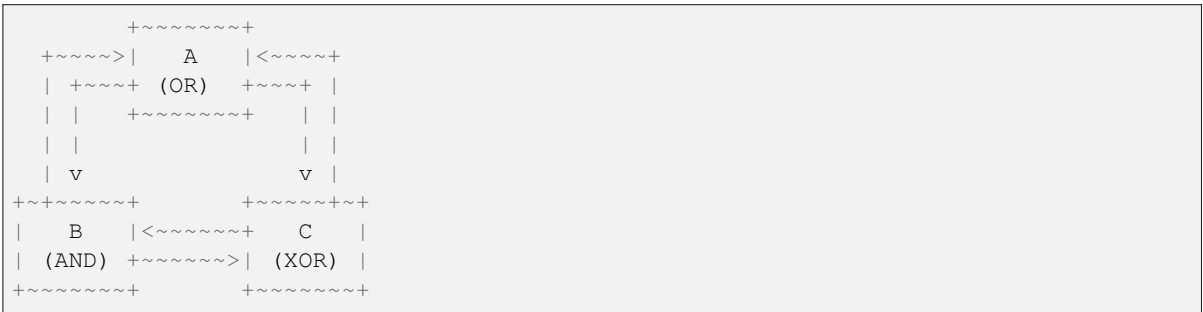 +~~~~~~~+
  +~~~~>|   A   |<~~~~+
  | +~~~+ (OR)  +~~~+ |
  | |   +~~~~~~~+   | |
  | |               | |
  | v               v |
+~+~~~~~+       +~~~~~+~+
|   B   |<~~~~~~+   C   |
| (AND) +~~~~~~>| (XOR) |
+~~~~~~~+       +~~~~~~~+